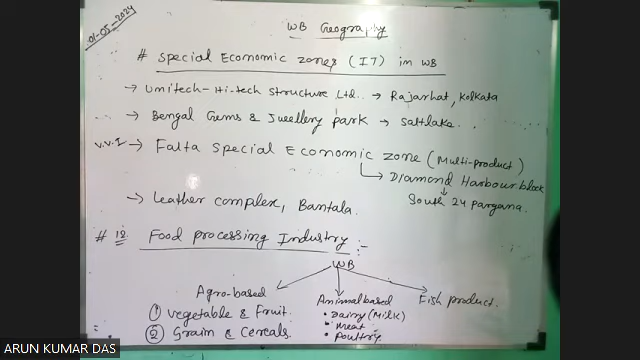 01-05-2024
WB Geography
# Special Economic Zones (IT) in WB
→ Unitech-Hi-tech Structure Ltd. → Rajarhat, Kolkata
→ Bengal Gems & Juellery park → Saltlake.
V.V.I → Falta Special Economic Zone (Multi-product)
→ Diamond Harbour block
↓
South 24 pargana.
→ Leather complex, Bantala.
# 12. Food processing Industry :-
WB
Agro-based
① Vegetable & Fruit.
② Grain & Cereals.
Animal based
• Dairy (Milk)
• Meat
• Poultry
Fish product.
ARUN KUMAR DAS